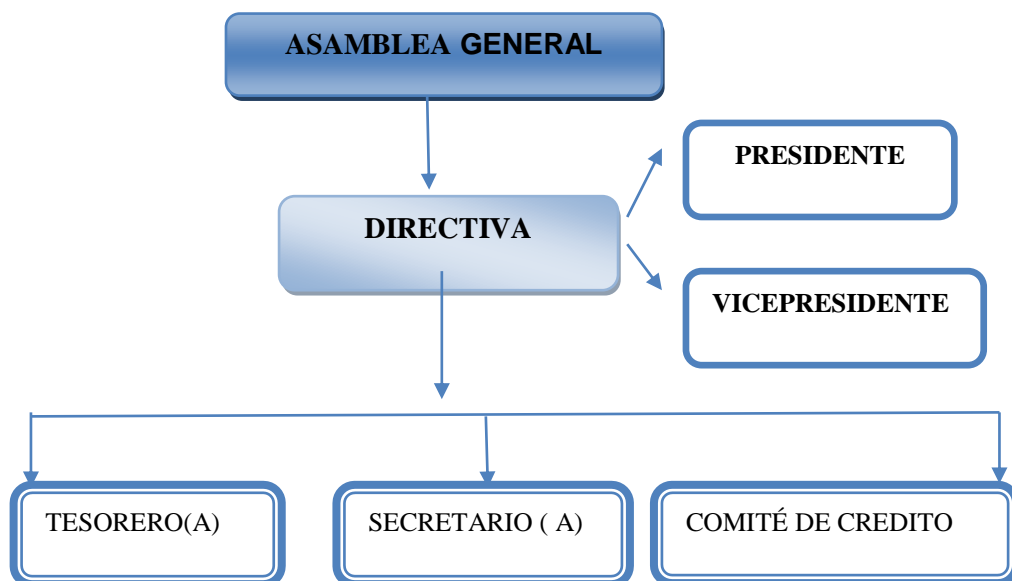 ASAMBLEA GENERAL
PRESIDENTE
DIRECTIVA
VICEPRESIDENTE
TESORERO(A)
SECRETARIO ( A)
COMITÉ DE CREDITO